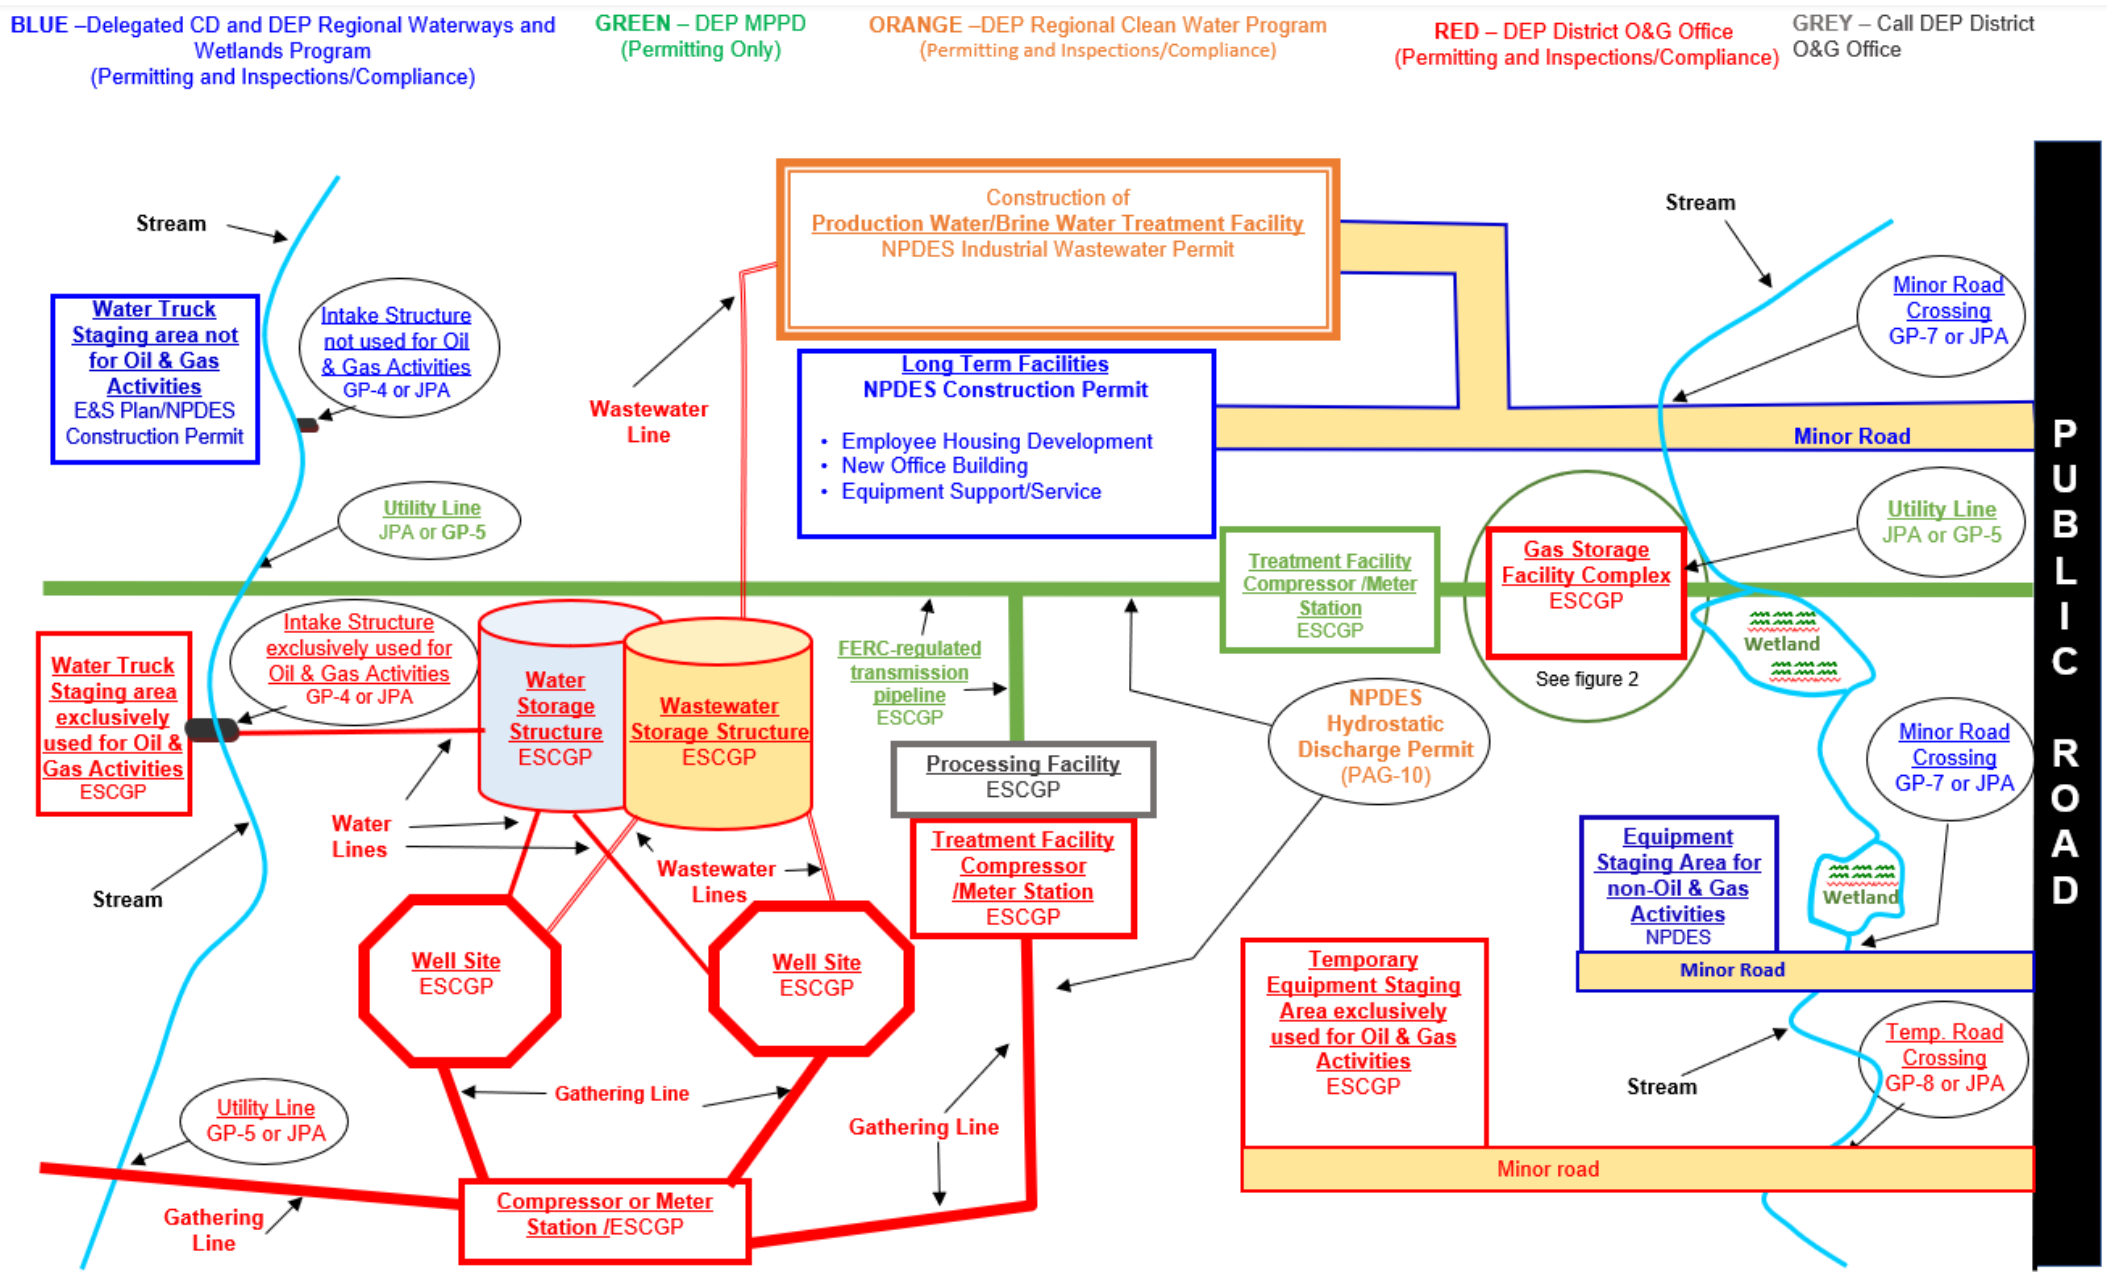 BLUE –Delegated CD and DEP Regional Waterways and
Wetlands Program
(Permitting and Inspections/Compliance)
GREEN – DEP MPPD
(Permitting Only)
ORANGE –DEP Regional Clean Water Program
(Permitting and Inspections/Compliance)
RED – DEP District O&G Office
(Permitting and Inspections/Compliance)
GREY – Call DEP District
O&G Office
Stream
Construction of
Production Water/Brine Water Treatment Facility
NPDES Industrial Wastewater Permit
Stream
Minor Road
Crossing
GP-7 or JPA
Water Truck
Staging area not
for Oil & Gas
Activities
E&S Plan/NPDES
Construction Permit
Intake Structure
not used for Oil
& Gas Activities
GP-4 or JPA
Wastewater
Line
Long Term Facilities
NPDES Construction Permit
• Employee Housing Development
• New Office Building
• Equipment Support/Service
Minor Road
PUBLIC ROAD
Utility Line
JPA or GP-5
Utility Line
JPA or GP-5
Treatment Facility
Compressor /Meter
Station
ESCGP
Gas Storage
Facility Complex
ESCGP
See figure 2
Wetland
Intake Structure
exclusively used for
Oil & Gas Activities
GP-4 or JPA
Water Truck
Staging area
exclusively
used for Oil &
Gas Activities
ESCGP
Water
Storage
Structure
ESCGP
Wastewater
Storage Structure
ESCGP
FERC-regulated
transmission
pipeline
ESCGP
NPDES
Hydrostatic
Discharge Permit
(PAG-10)
Minor Road
Crossing
GP-7 or JPA
Processing Facility
ESCGP
Water
Lines
Wastewater
Lines
Treatment Facility
Compressor
/Meter Station
ESCGP
Equipment
Staging Area for
non-Oil & Gas
Activities
NPDES
Wetland
Stream
Minor Road
Well Site
ESCGP
Well Site
ESCGP
Temporary
Equipment Staging
Area exclusively
used for Oil & Gas
Activities
ESCGP
Temp. Road
Crossing
GP-8 or JPA
Stream
Gathering Line
Gathering Line
Utility Line
GP-5 or JPA
Minor road
Gathering
Line
Compressor or Meter
Station /ESCGP